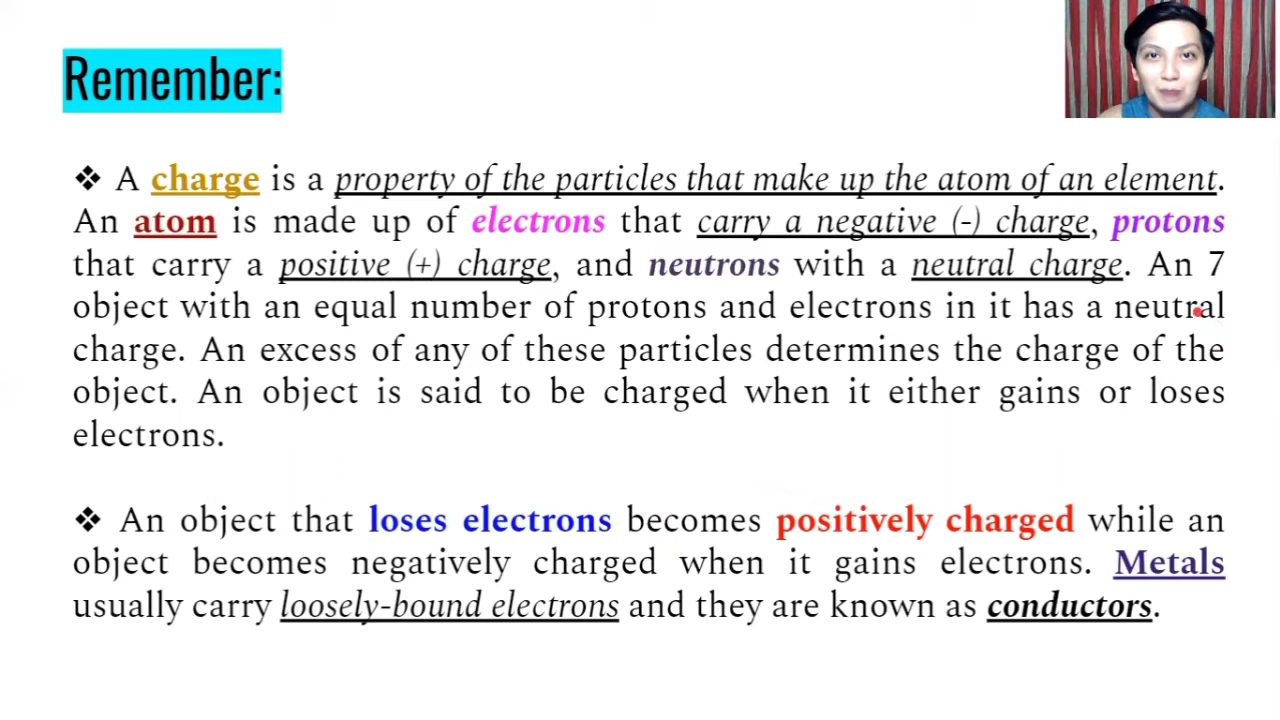 Remember:
❖ A charge is a property of the particles that make up the atom of an element.
An atom is made up of electrons that carry a negative (-) charge, protons
that carry a positive (+) charge, and neutrons with a neutral charge. An 7
object with an equal number of protons and electrons in it has a neutral
charge. An excess of any of these particles determines the charge of the
object. An object is said to be charged when it either gains or loses
electrons.
❖ An object that loses electrons becomes positively charged while an
object becomes negatively charged when it gains electrons. Metals
usually carry loosely-bound electrons and they are known as conductors.